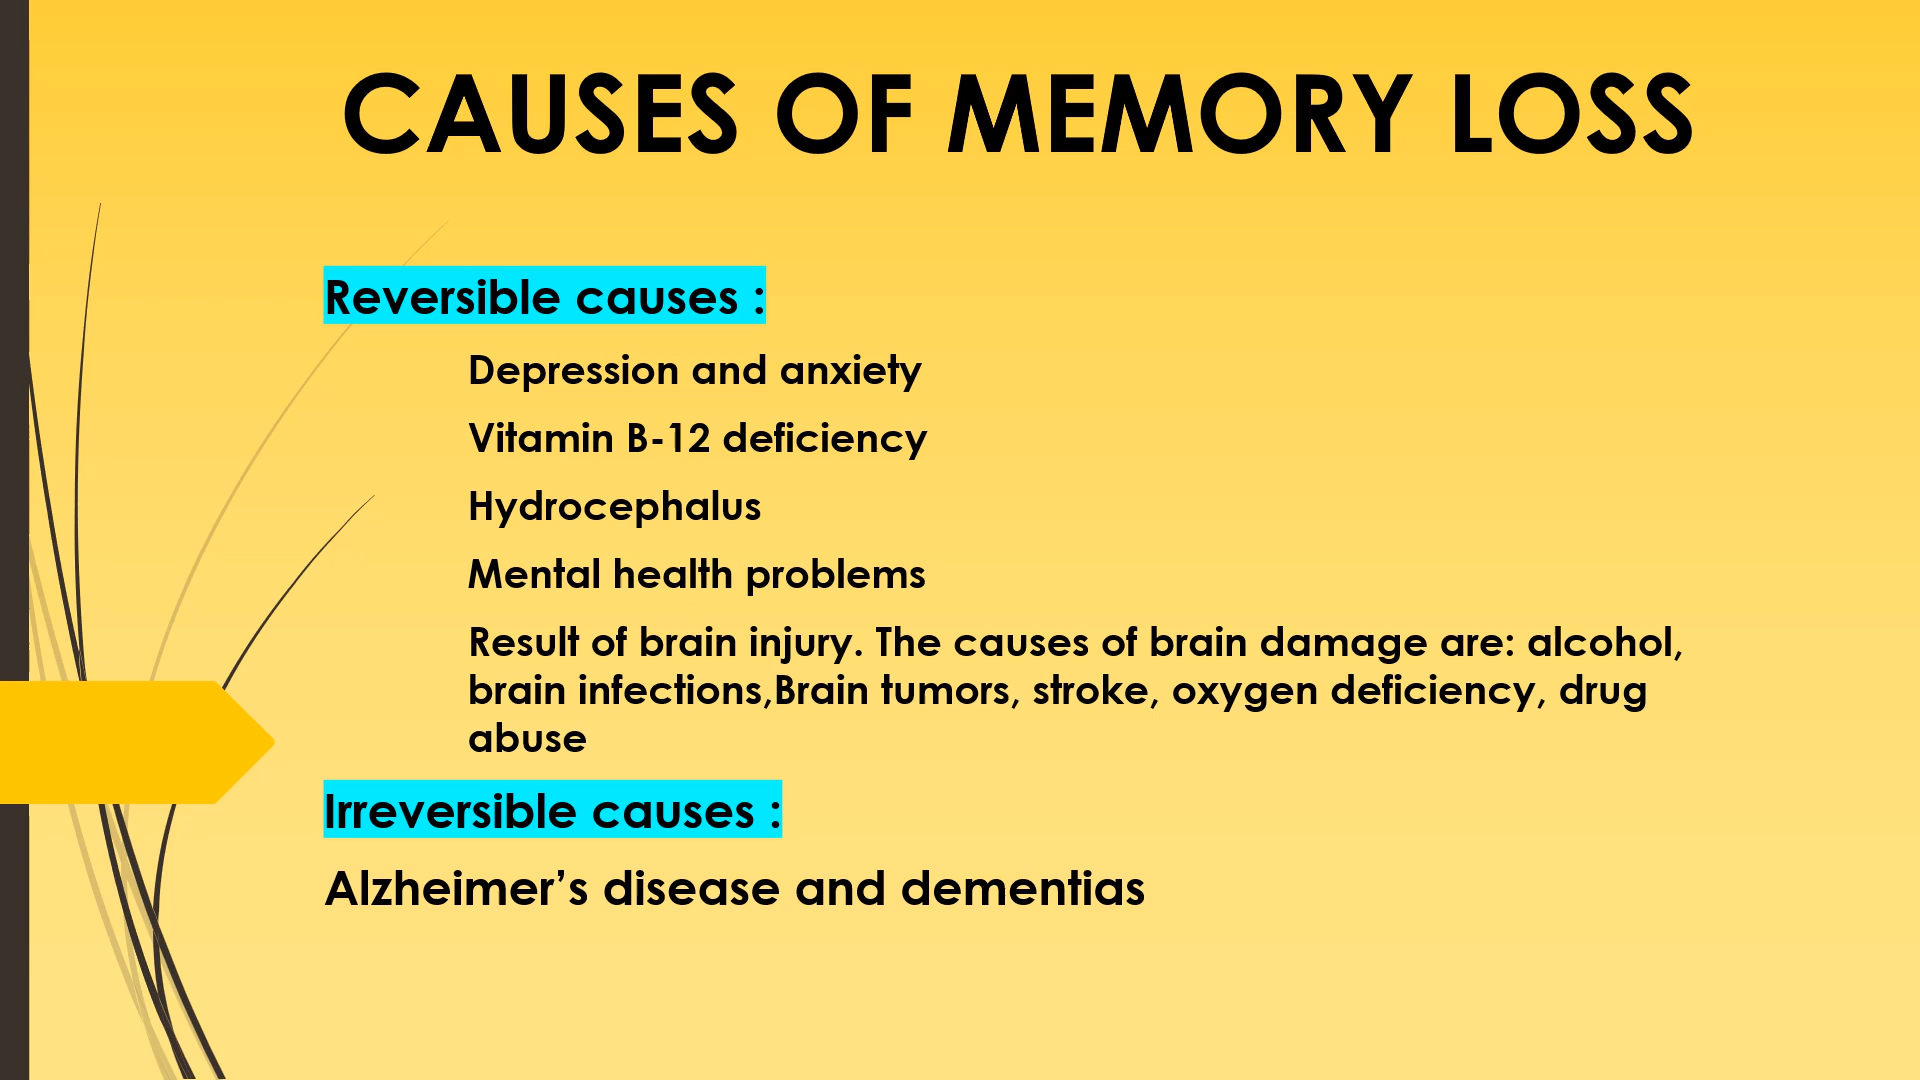 CAUSES OF MEMORY LOSS
Reversible causes :
Depression and anxiety
Vitamin B-12 deficiency
Hydrocephalus
Mental health problems
Result of brain injury. The causes of brain damage are: alcohol,
brain infections,Brain tumors, stroke, oxygen deficiency, drug
abuse
Irreversible causes :
Alzheimer’s disease and dementias